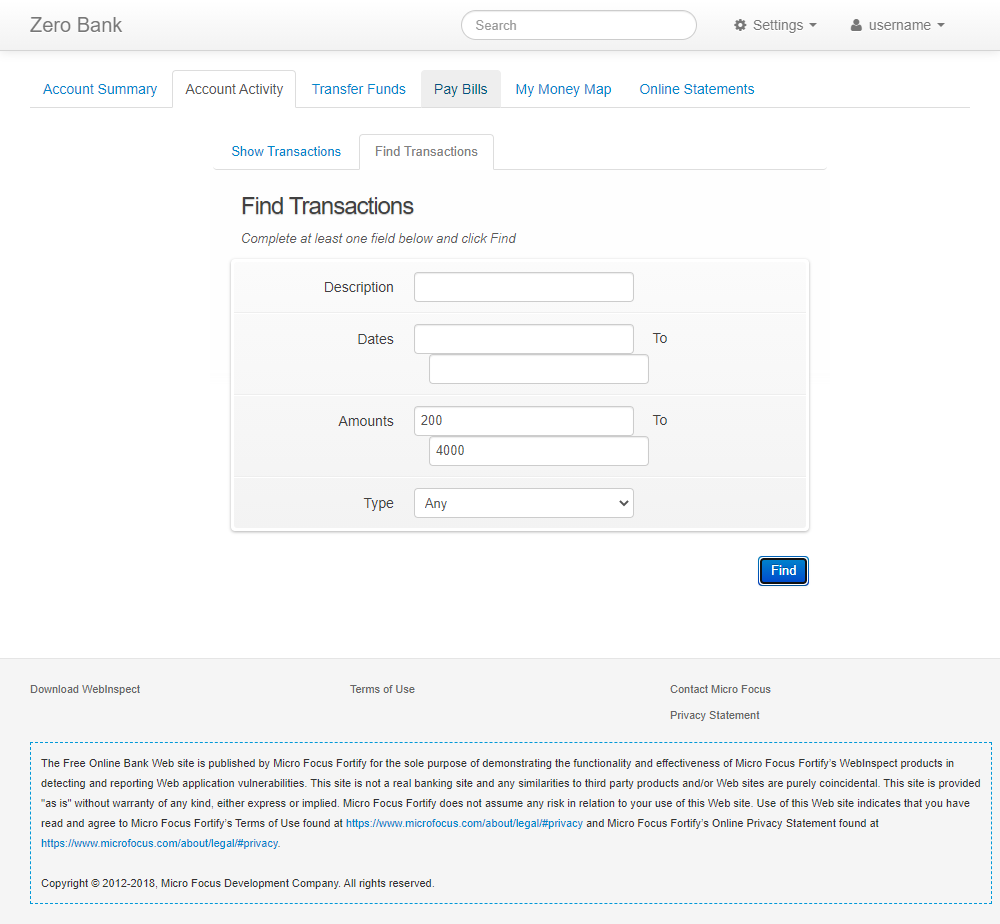 Zero Bank
Search
Settings
username
Account Summary
Account Activity
Transfer Funds
Pay Bills
My Money Map
Online Statements
Show Transactions
Find Transactions
Find Transactions
Complete at least one field below and click Find
Description
Dates
To
Amounts
200
To
4000
Type
Any
Find
Download WebInspect
Terms of Use
Contact Micro Focus
Privacy Statement
The Free Online Bank Web site is published by Micro Focus Fortify for the sole purpose of demonstrating the functionality and effectiveness of Micro Focus Fortify's WebInspect products in
detecting and reporting Web application vulnerabilities. This site is not a real banking site and any similarities to third party products and/or Web sites are purely coincidental. This site is provided
"as is" without warranty of any kind, either express or implied. Micro Focus Fortify does not assume any risk in relation to your use of this Web site. Use of this Web site indicates that you have
read and agree to Micro Focus Fortify's Terms of Use found at https://www.microfocus.com/about/legal/#privacy and Micro Focus Fortify's Online Privacy Statement found at
https://www.microfocus.com/about/legal/#privacy.
Copyright © 2012-2018, Micro Focus Development Company. All rights reserved.